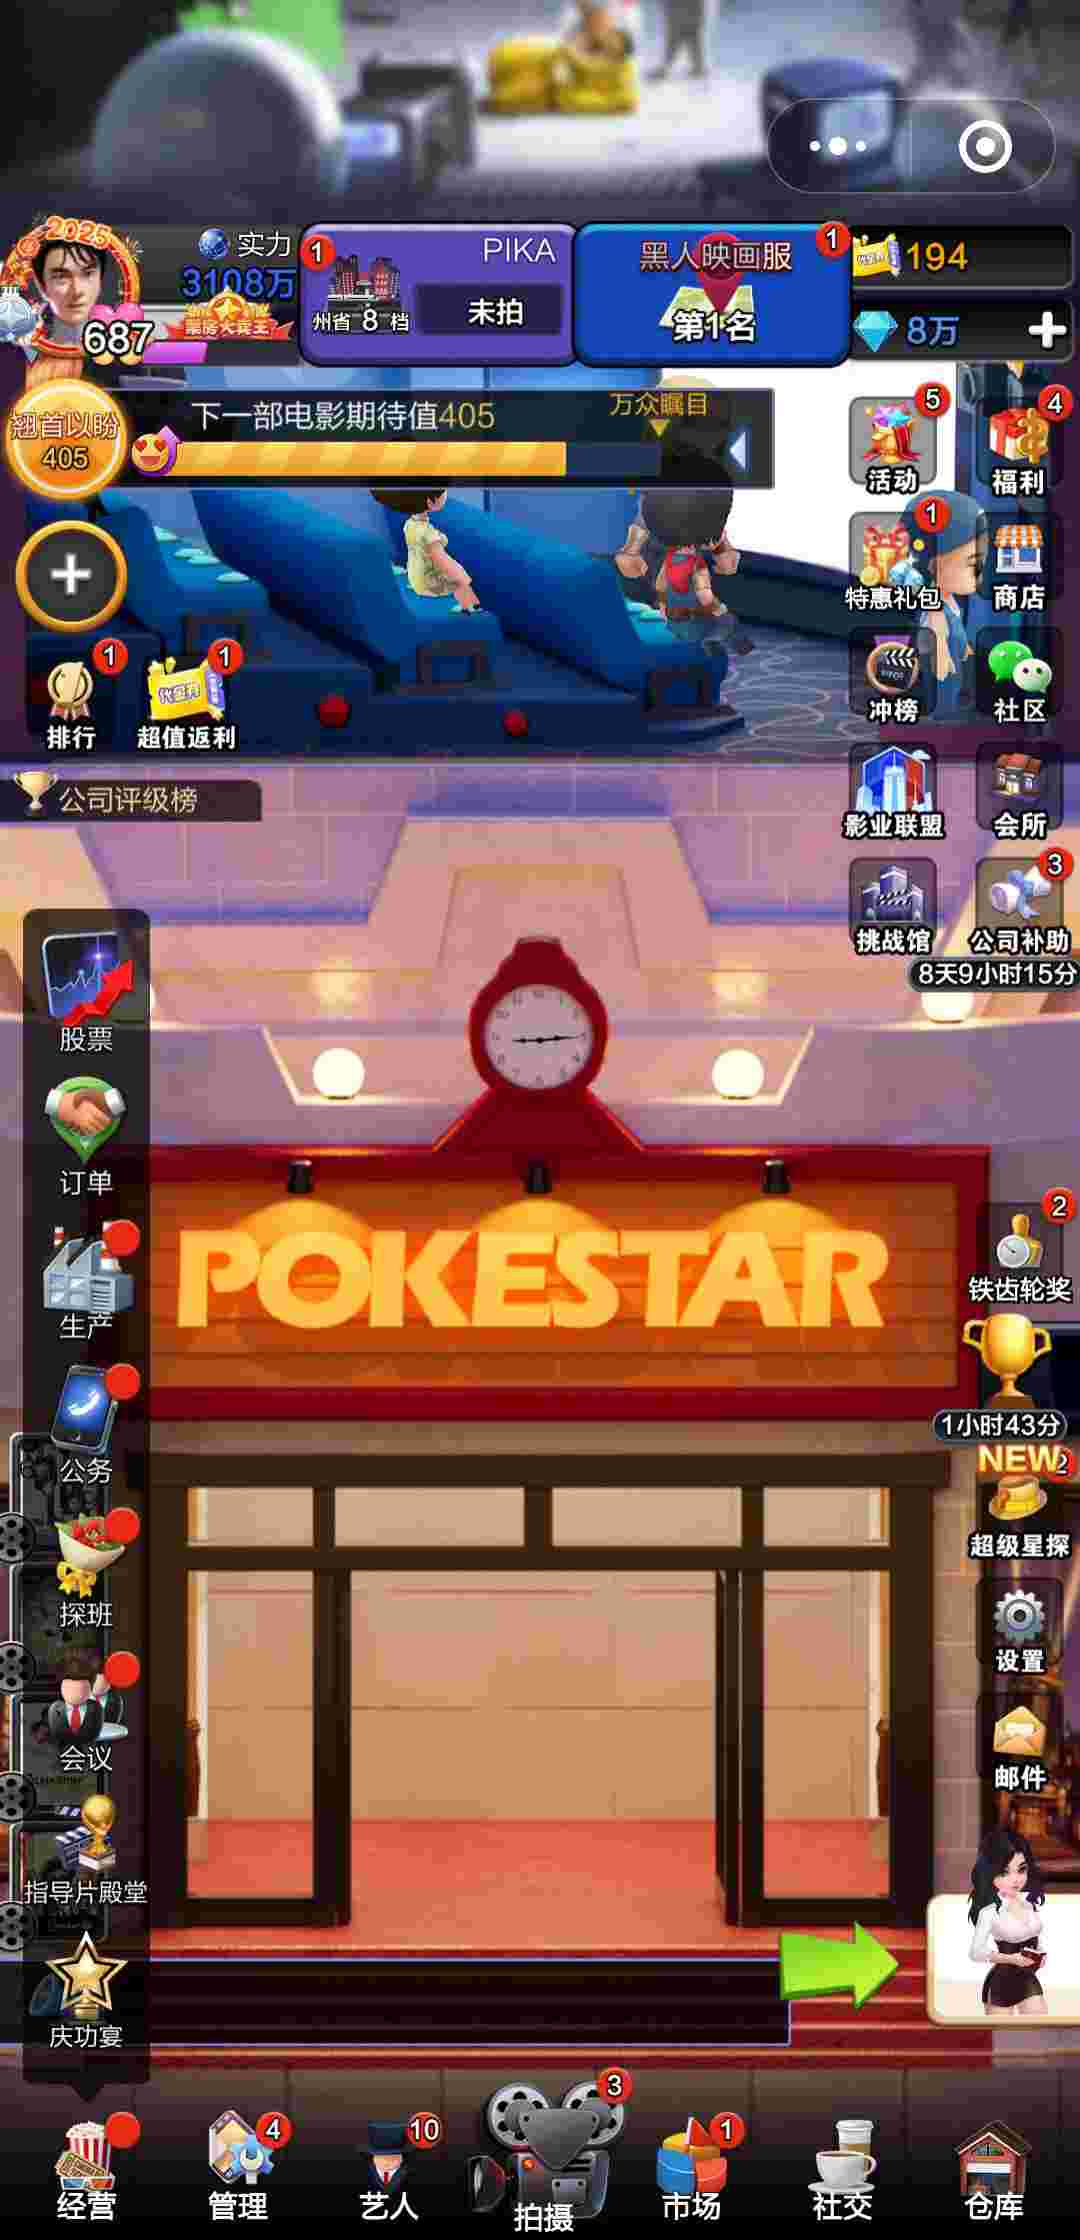 2025
实力
3108万
票房大赛王
687
1
PIKA
州省 8 档
未拍
黑人映画服
1
第1名
194
8万
翘首以盼
405
下一部电影期待值405
万众瞩目
5
活动
4
福利
1
特惠礼包
商店
1
排行
1
超值返利
冲榜
社区
公司评级榜
影业联盟
会所
挑战馆
3
公司补助
8天9小时15分
股票
订单
生产
公务
探班
会议
指导片殿堂
庆功宴
POKESTAR
2
铁齿轮奖
1小时43分
NEW
2
超级星探
设置
邮件
经营
4
管理
10
艺人
3
拍摄
1
市场
社交
仓库